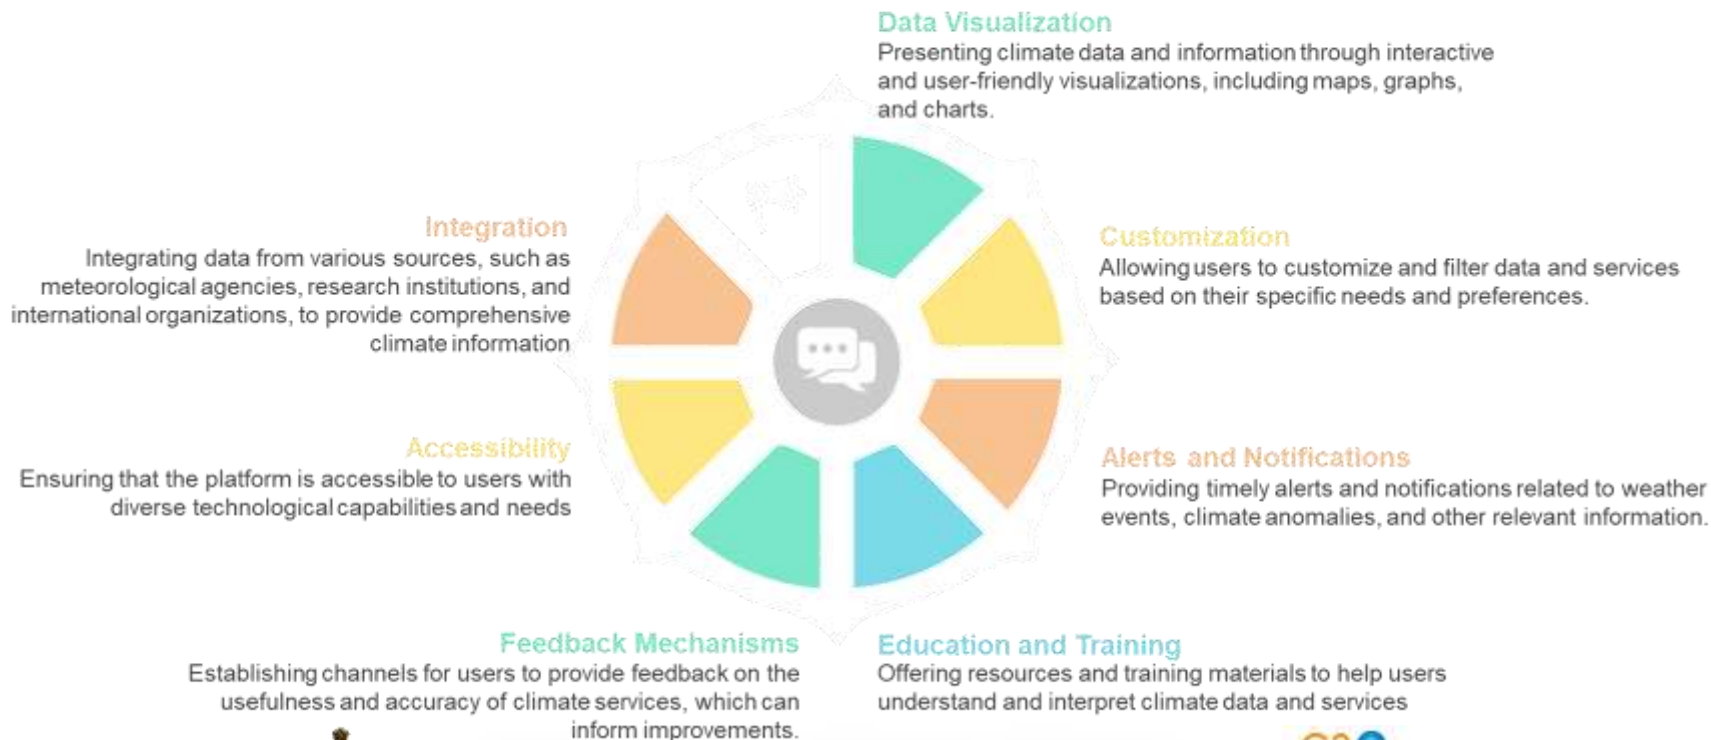 Data Visualization
Presenting climate data and information through interactive
and user-friendly visualizations, including maps, graphs,
and charts.
Customization
Allowing users to customize and filter data and services
based on their specific needs and preferences.
Alerts and Notifications
Providing timely alerts and notifications related to weather
events, climate anomalies, and other relevant information.
Education and Training
Offering resources and training materials to help users
understand and interpret climate data and services
Feedback Mechanisms
Establishing channels for users to provide feedback on the
usefulness and accuracy of climate services, which can
inform improvements.
Accessibility
Ensuring that the platform is accessible to users with
diverse technological capabilities and needs
Integration
Integrating data from various sources, such as
meteorological agencies, research institutions, and
international organizations, to provide comprehensive
climate information